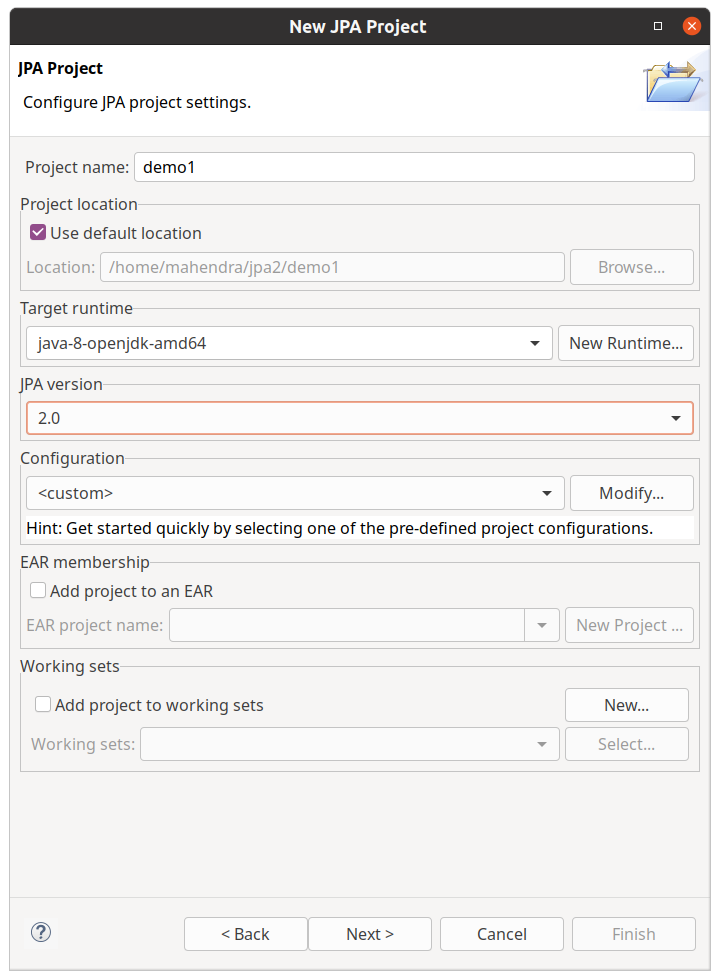 New JPA Project
JPA Project
Configure JPA project settings.
Project name: demo1
Project location
Use default location
Location: /home/mahendra/jpa2/demo1 Browse...
Target runtime
java-8-openjdk-amd64 New Runtime...
JPA version
2.0
Configuration
<custom> Modify...
Hint: Get started quickly by selecting one of the pre-defined project configurations.
EAR membership
Add project to an EAR
EAR project name: New Project ...
Working sets
Add project to working sets New...
Working sets: Select...
? < Back Next > Cancel Finish